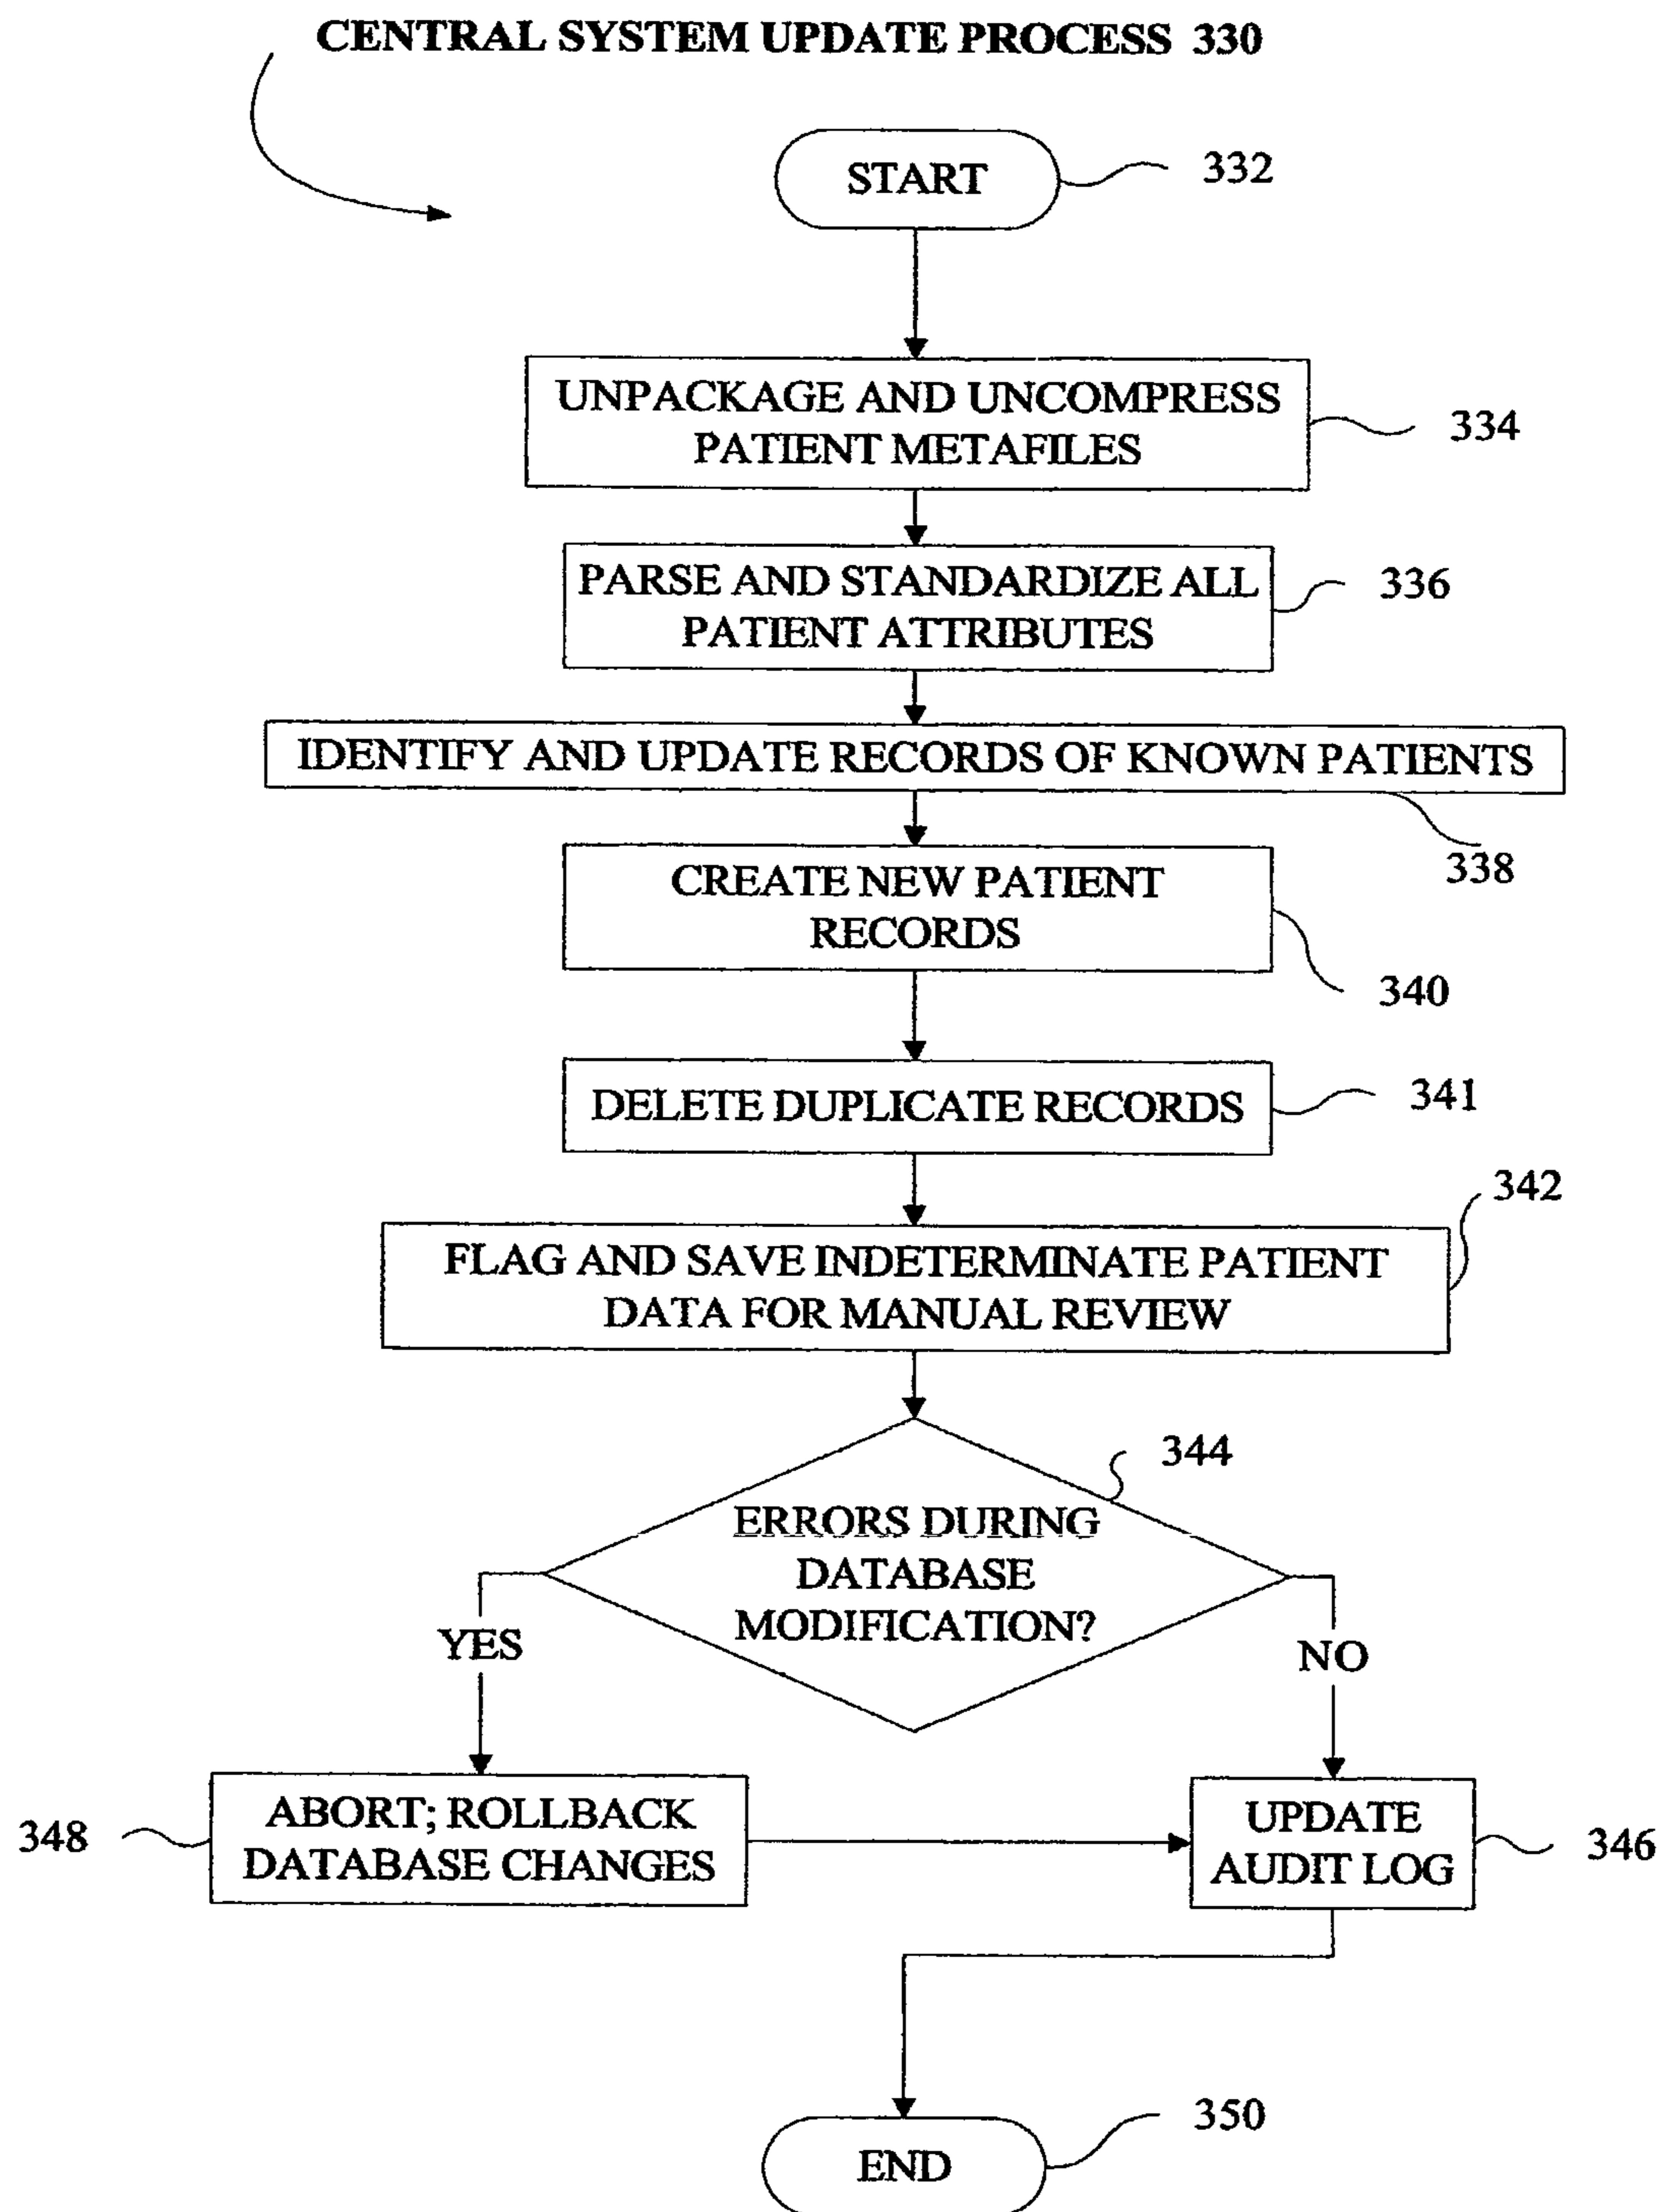 CENTRAL SYSTEM UPDATE PROCESS 330
START
332
UNPACKAGE AND UNCOMPRESS
PATIENT METAFILES
334
PARSE AND STANDARDIZE ALL
PATIENT ATTRIBUTES
336
IDENTIFY AND UPDATE RECORDS OF KNOWN PATIENTS
338
CREATE NEW PATIENT
RECORDS
340
DELETE DUPLICATE RECORDS
341
342
FLAG AND SAVE INDETERMINATE PATIENT
DATA FOR MANUAL REVIEW
344
ERRORS DURING
DATABASE
MODIFICATION?
YES
NO
348
ABORT; ROLLBACK
DATABASE CHANGES
UPDATE
AUDIT LOG
346
350
END